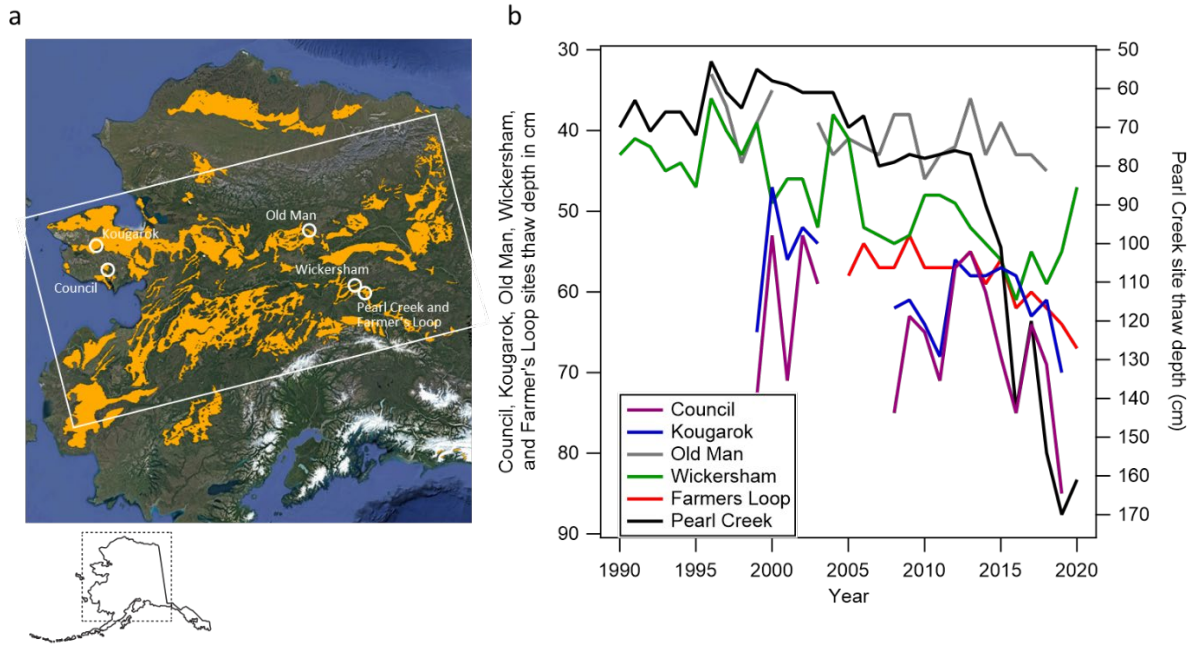 a
Kougarok
Council
Old Man
Wickersham
Pearl Creek and
Farmer's Loop
b
Council, Kougarok, Old Man, Wickersham,
and Farmer's Loop sites thaw depth in cm
30
40
50
60
70
80
90
Council
Kougarok
Old Man
Wickersham
Farmers Loop
Pearl Creek
1990
1995
2000
2005
2010
2015
2020
Year
50
60
70
80
90
100
110
120
130
140
150
160
170
Pearl Creek site thaw depth (cm)